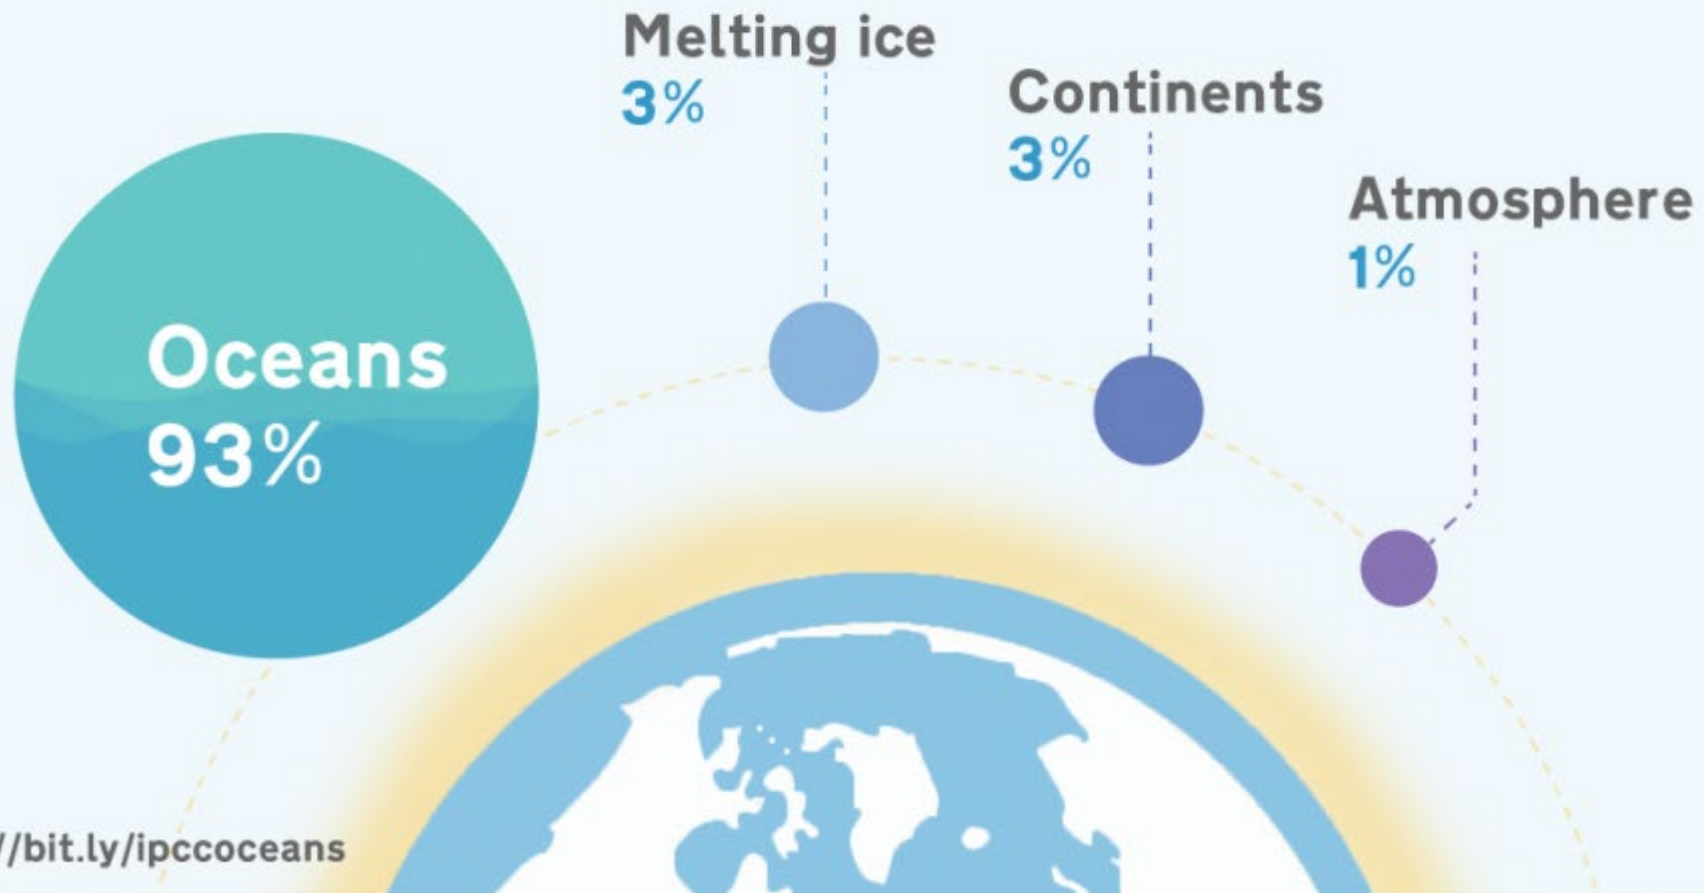 Melting ice
3%
Continents
3%
Atmosphere
1%
Oceans
93%
//bit.ly/ipccoceans